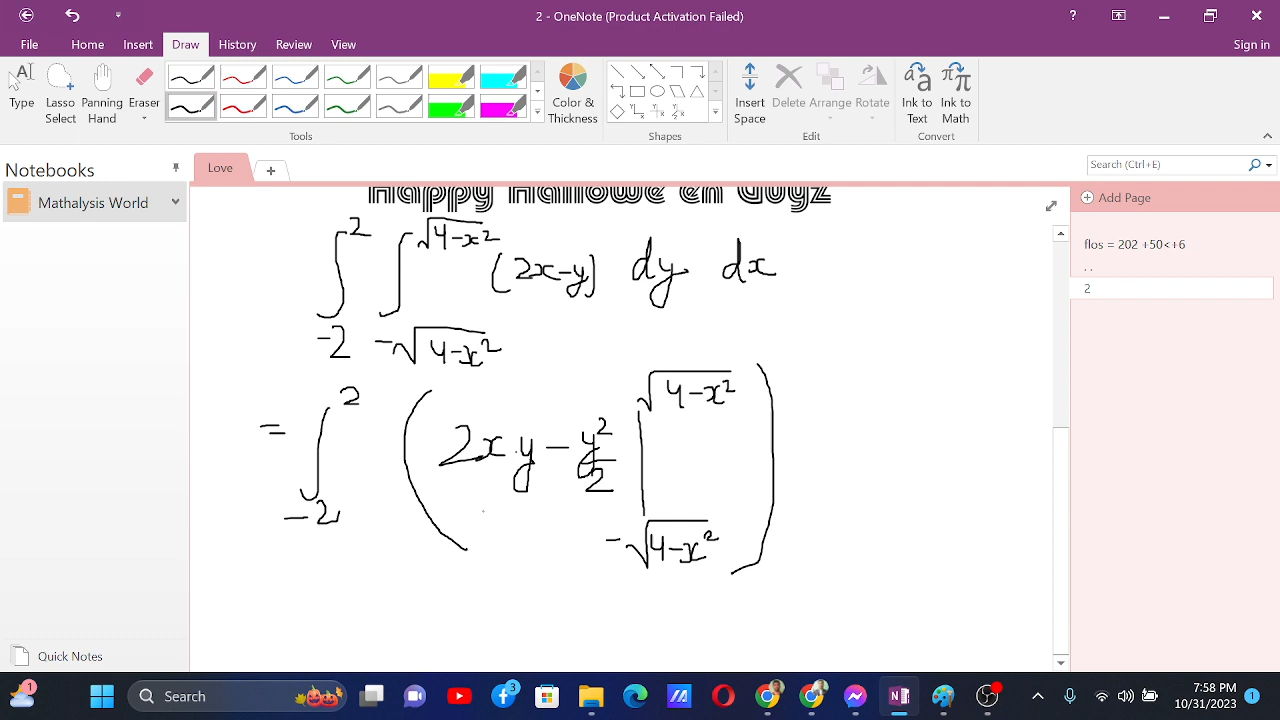 2 - OneNote (Product Activation Failed)
?
File Home Insert Draw History Review View
Sign in
Type
Lasso Select
Panning Hand
Eraser
Color & Thickness
Insert Space
Delete
Arrange
Rotate
Ink to Text
Ink to Math
Tools
Shapes
Edit
Convert
Notebooks
Love
Search (Ctrl+E)
Mathalysis World
Happy Hallowe en Guyz
Add Page
flos = 202 +50<+6
. .
2
∫_{-2}^{2} ∫_{-√(4-x²)}^{√(4-x²)} (2x-y) dy dx
= ∫_{-2}^{2} ( 2x.y - y²/2 |_{-√(4-x²)}^{√(4-x²)} )
Quick Notes
1
Search
3
7:58 PM
10/31/2023
1